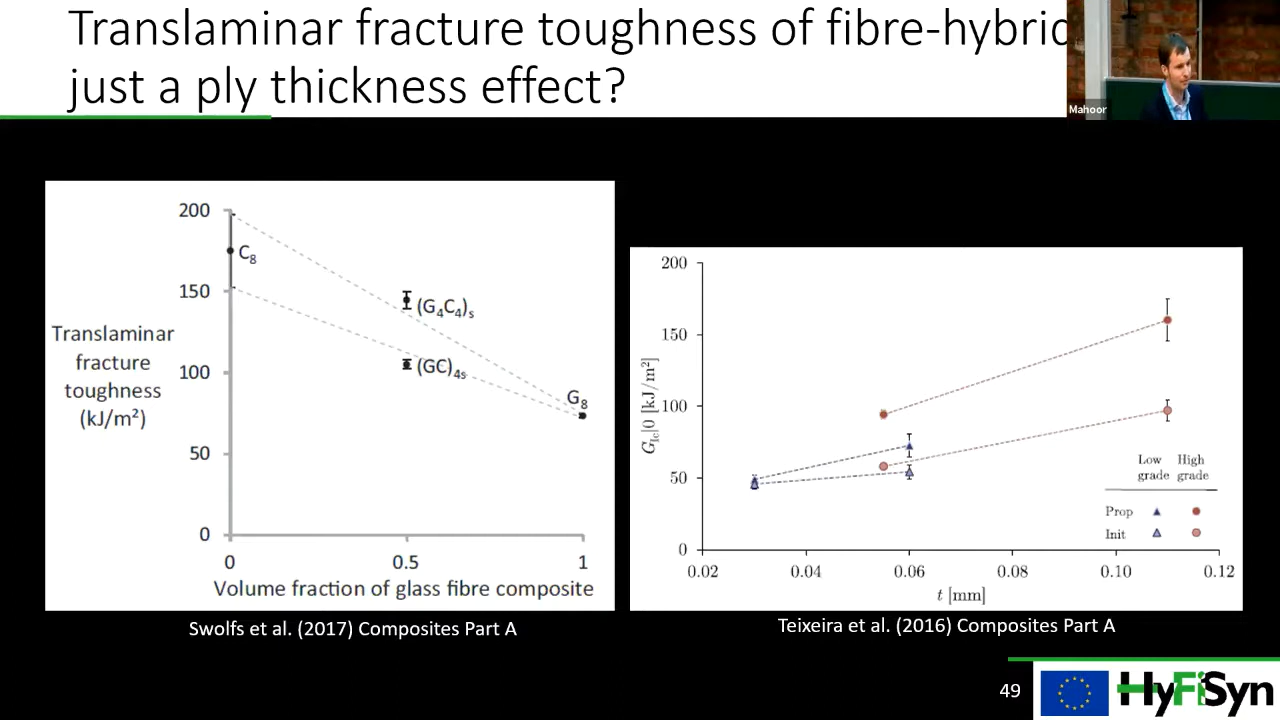 Translaminar fracture toughness of fibre-hybrid
just a ply thickness effect?
Mahoor
200
150
100
50
0
Translaminar
fracture
toughness
(kJ/m²)
C₈
(G₄C₄)ₛ
(GC)₄ₛ
G₈
0
0.5
1
Volume fraction of glass fibre composite
Swolfs et al. (2017) Composites Part A
200
150
100
50
0
G_Ic|0 [kJ/m²]
Low High
grade grade
Prop
Init
0.02
0.04
0.06
0.08
0.10
0.12
t [mm]
Teixeira et al. (2016) Composites Part A
49
HyFiSyn